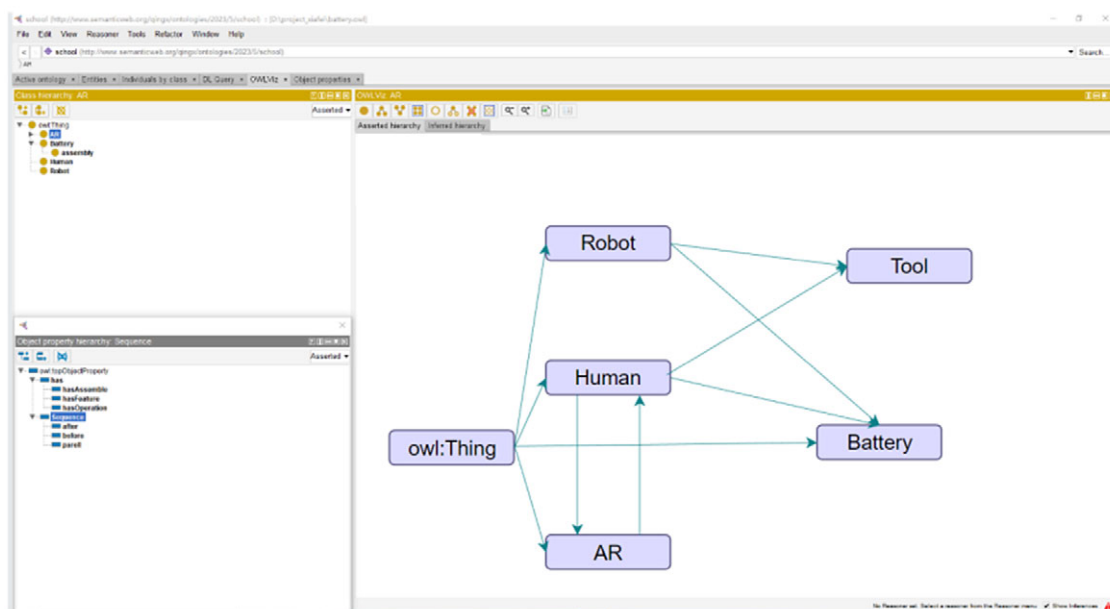 school (http://www.semanticweb.org/qingx/ontologies/2023/5/school) : [D:\project_xiafei\battery.owl]
File Edit View Reasoner Tools Refactor Window Help
< school (http://www.semanticweb.org/qingx/ontologies/2023/5/school) Search...
AR
Active ontology × Entities × Individuals by class × DL Query × OWLViz × Object properties ×
Class hierarchy: AR
Asserted
owl:Thing
AR
Battery
assembly
Human
Robot
OWLViz: AR
Asserted hierarchy Inferred hierarchy
Robot
Tool
Human
Battery
owl:Thing
AR
Object property hierarchy: Sequence
Asserted
owl:topObjectProperty
has
hasAssemble
hasFeature
hasOperation
Sequence
after
before
parell
No Reasoner set. Select a reasoner from the Reasoner menu Show Inferences